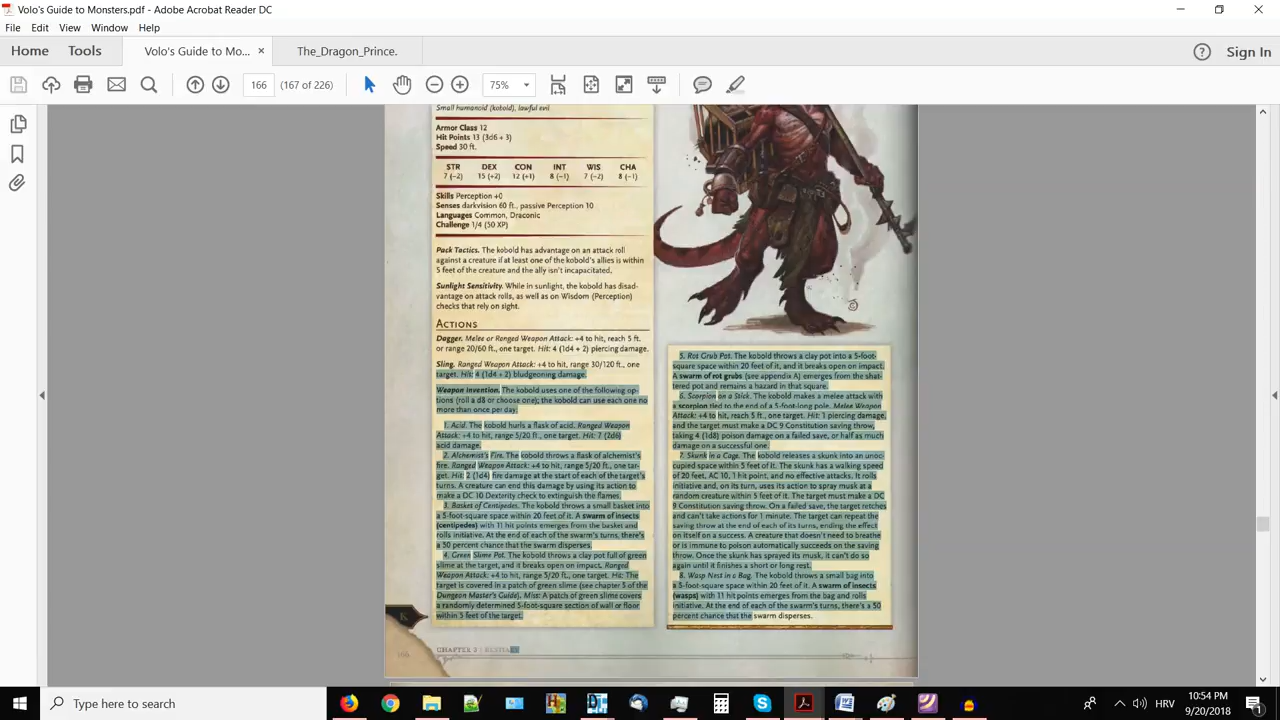 Volo's Guide to Monsters.pdf - Adobe Acrobat Reader DC
File Edit View Window Help
Home Tools Volo's Guide to Mo... × The_Dragon_Prince. Sign In
166 (167 of 226) 75%
Small humanoid (kobold), lawful evil
Armor Class 12
Hit Points 13 (3d6 + 3)
Speed 30 ft.
STR DEX CON INT WIS CHA
7 (−2) 15 (+2) 12 (+1) 8 (−1) 7 (−2) 8 (−1)
Skills Perception +0
Senses darkvision 60 ft., passive Perception 10
Languages Common, Draconic
Challenge 1/4 (50 XP)
Pack Tactics. The kobold has advantage on an attack roll
against a creature if at least one of the kobold's allies is within
5 feet of the creature and the ally isn't incapacitated.
Sunlight Sensitivity. While in sunlight, the kobold has disad-
vantage on attack rolls, as well as on Wisdom (Perception)
checks that rely on sight.
ACTIONS
Dagger. Melee or Ranged Weapon Attack: +4 to hit, reach 5 ft.
or range 20/60 ft., one target. Hit: 4 (1d4 + 2) piercing damage.
Sling. Ranged Weapon Attack: +4 to hit, range 30/120 ft., one
target. Hit: 4 (1d4 + 2) bludgeoning damage.
Weapon Invention. The kobold uses one of the following op-
tions (roll a d8 or choose one); the kobold can use each one no
more than once per day.
1. Acid. The kobold hurls a flask of acid. Ranged Weapon
Attack: +4 to hit, range 5/20 ft., one target. Hit: 7 (2d6)
acid damage.
2. Alchemist's Fire. The kobold throws a flask of alchemist's
fire. Ranged Weapon Attack: +4 to hit, range 5/20 ft., one tar-
get. Hit: 2 (1d4) fire damage at the start of each of the target's
turns. A creature can end this damage by using its action to
make a DC 10 Dexterity check to extinguish the flames.
3. Basket of Centipedes. The kobold throws a small basket into
a 5-foot-square space within 20 feet of it. A swarm of insects
(centipedes) with 11 hit points emerges from the basket and
rolls initiative. At the end of each of the swarm's turns, there's
a 50 percent chance that the swarm disperses.
4. Green Slime Pot. The kobold throws a clay pot full of green
slime at the target, and it breaks open on impact. Ranged
Weapon Attack: +4 to hit, range 5/20 ft., one target. Hit: The
target is covered in a patch of green slime (see chapter 5 of the
Dungeon Master's Guide). Miss: A patch of green slime covers
a randomly determined 5-foot-square section of wall or floor
within 5 feet of the target.
5. Rot Grub Pot. The kobold throws a clay pot into a 5-foot-
square space within 20 feet of it, and it breaks open on impact.
A swarm of rot grubs (see appendix A) emerges from the shat-
tered pot and remains a hazard in that square.
6. Scorpion on a Stick. The kobold makes a melee attack with
a scorpion tied to the end of a 5-foot-long pole. Melee Weapon
Attack: +4 to hit, reach 5 ft., one target. Hit: 1 piercing damage,
and the target must make a DC 9 Constitution saving throw,
taking 4 (1d8) poison damage on a failed save, or half as much
damage on a successful one.
7. Skunk in a Cage. The kobold releases a skunk into an unoc-
cupied space within 5 feet of it. The skunk has a walking speed
of 20 feet, AC 10, 1 hit point, and no effective attacks. It rolls
initiative and, on its turn, uses its action to spray musk at a
random creature within 5 feet of it. The target must make a DC
9 Constitution saving throw. On a failed save, the target retches
and can't take actions for 1 minute. The target can repeat the
saving throw at the end of each of its turns, ending the effect
on itself on a success. A creature that doesn't need to breathe
or is immune to poison automatically succeeds on the saving
throw. Once the skunk has sprayed its musk, it can't do so
again until it finishes a short or long rest.
8. Wasp Nest in a Bag. The kobold throws a small bag into
a 5-foot-square space within 20 feet of it. A swarm of insects
(wasps) with 11 hit points emerges from the bag and rolls
initiative. At the end of each of the swarm's turns, there's a 50
percent chance that the swarm disperses.
K
166 CHAPTER 3 | BESTIARY
Type here to search
HRV
10:54 PM
9/20/2018